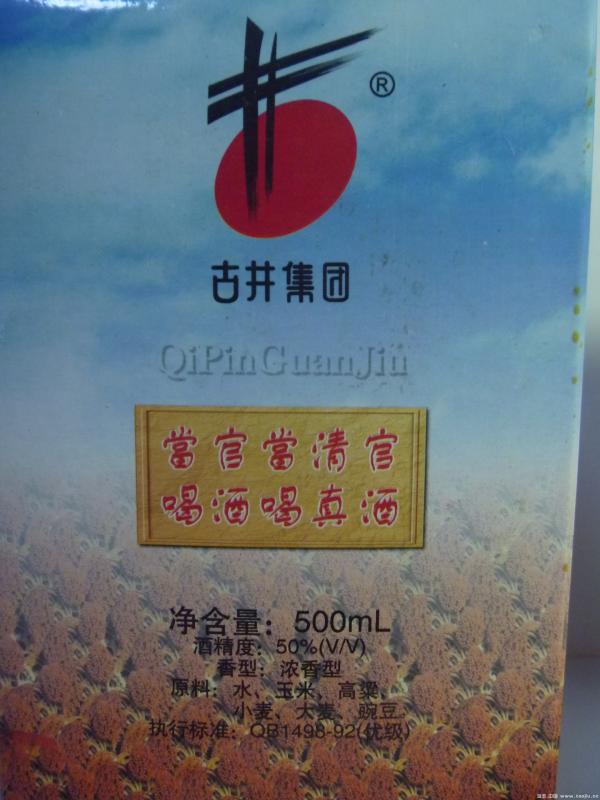 ®
古井集团
QiPinGuanJiu
當官當清官
喝酒喝真酒
净含量：500mL
酒精度：50%(V/V)
香型：浓香型
原料：水、玉米、高粱、
小麦、大麦、豌豆。
执行标准：QB1498-92(优级)